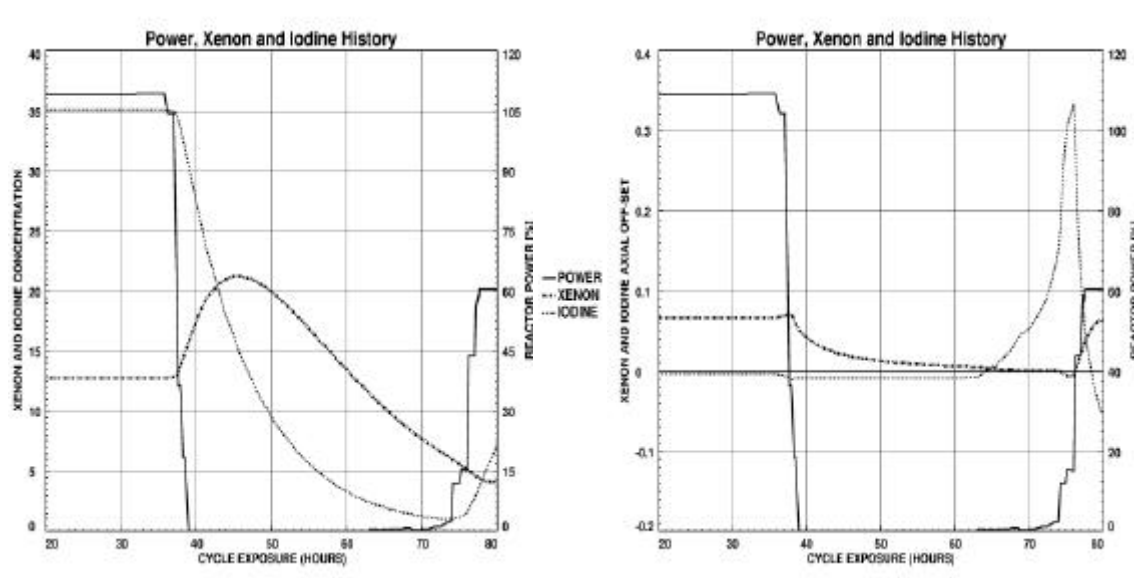 Power, Xenon and Iodine History
40
35
30
25
20
15
10
5
0
XENON AND IODINE CONCENTRATION
120
105
90
75
60
45
30
15
0
REACTOR POWER [%]
20 30 40 50 60 70 80
CYCLE EXPOSURE (HOURS)
POWER
XENON
IODINE
Power, Xenon and Iodine History
0.4
0.3
0.2
0.1
0
-0.1
-0.2
XENON AND IODINE AXIAL OFF-SET
120
100
80
60
40
20
0
REACTOR POWER [%]
20 30 40 50 60 70 80
CYCLE EXPOSURE (HOURS)